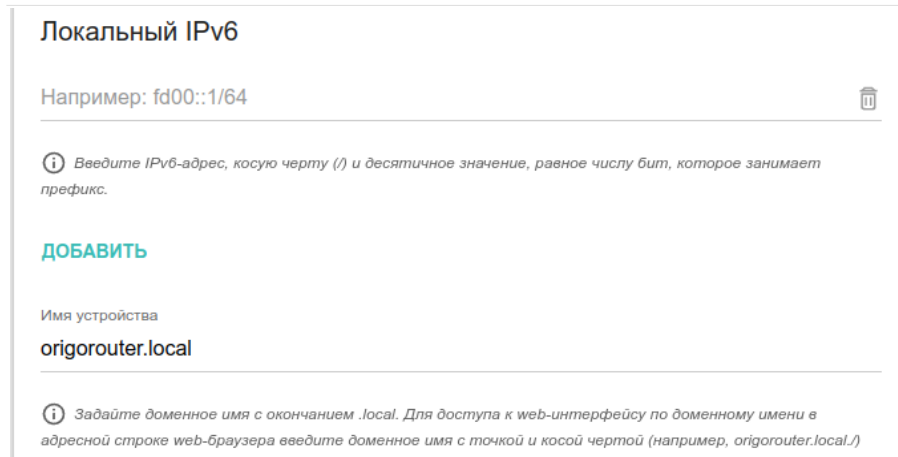 Локальный IPv6
Например: fd00::1/64
Введите IPv6-адрес, косую черту (/) и десятичное значение, равное числу бит, которое занимает
префикс.
ДОБАВИТЬ
Имя устройства
origorouter.local
Задайте доменное имя с окончанием .local. Для доступа к web-интерфейсу по доменному имени в
адресной строке web-браузера введите доменное имя с точкой и косой чертой (например, origorouter.local./)